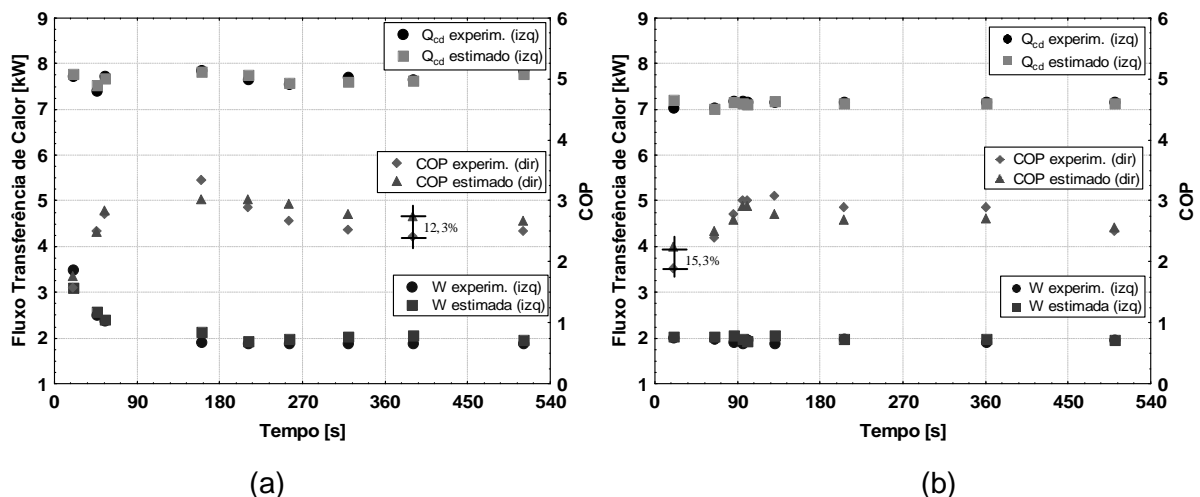 9
8
7
6
5
4
3
2
1
Fluxo Transferência de Calor [kW]
Q_cd experim. (izq)
Q_cd estimado (izq)
COP experim. (dir)
COP estimado (dir)
12,3%
W experim. (izq)
W estimada (izq)
6
5
4
3
2
1
0
COP
0 90 180 270 360 450 540
Tempo [s]
(a)
9
8
7
6
5
4
3
2
1
Fluxo Transferência de Calor [kW]
Q_cd experim. (izq)
Q_cd estimado (izq)
COP experim. (dir)
COP estimado (dir)
15,3%
W experim. (izq)
W estimada (izq)
6
5
4
3
2
1
0
COP
0 90 180 270 360 450 540
Tempo [s]
(b)